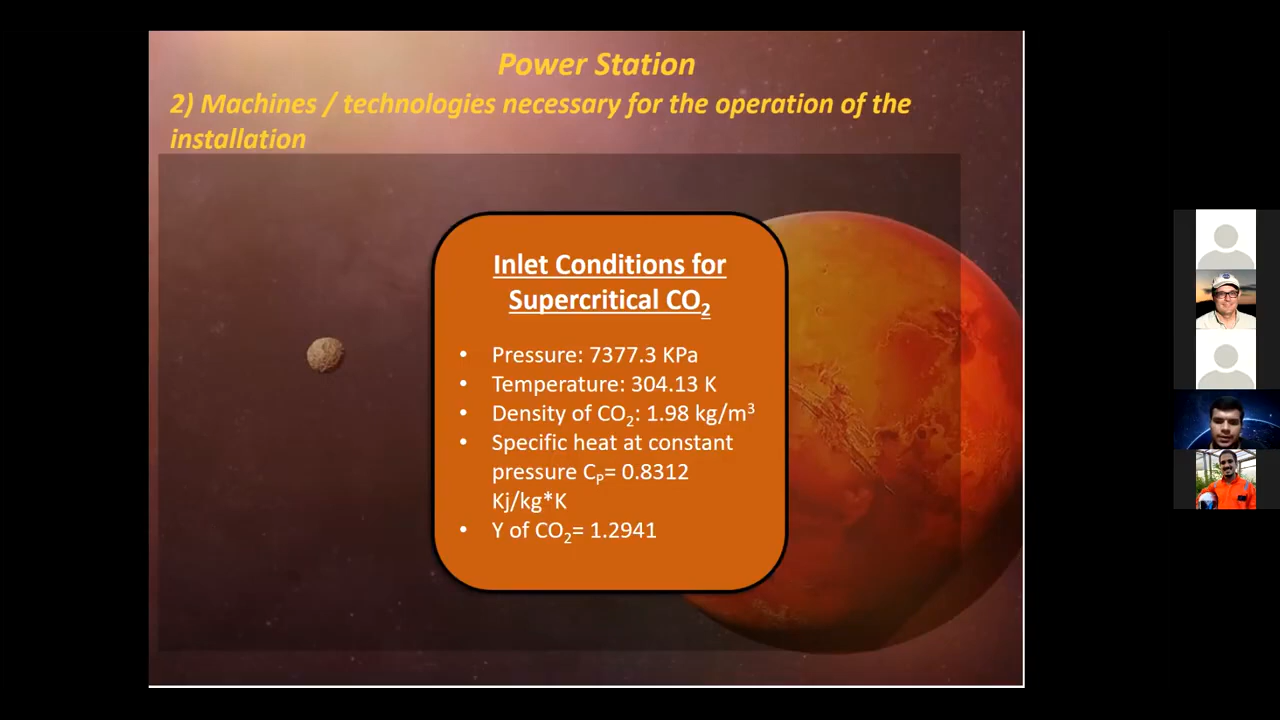 Power Station
2) Machines / technologies necessary for the operation of the
installation
Inlet Conditions for
Supercritical CO₂
• Pressure: 7377.3 KPa
• Temperature: 304.13 K
• Density of CO₂: 1.98 kg/m³
• Specific heat at constant
pressure Cₚ= 0.8312
Kj/kg*K
• Y of CO₂= 1.2941